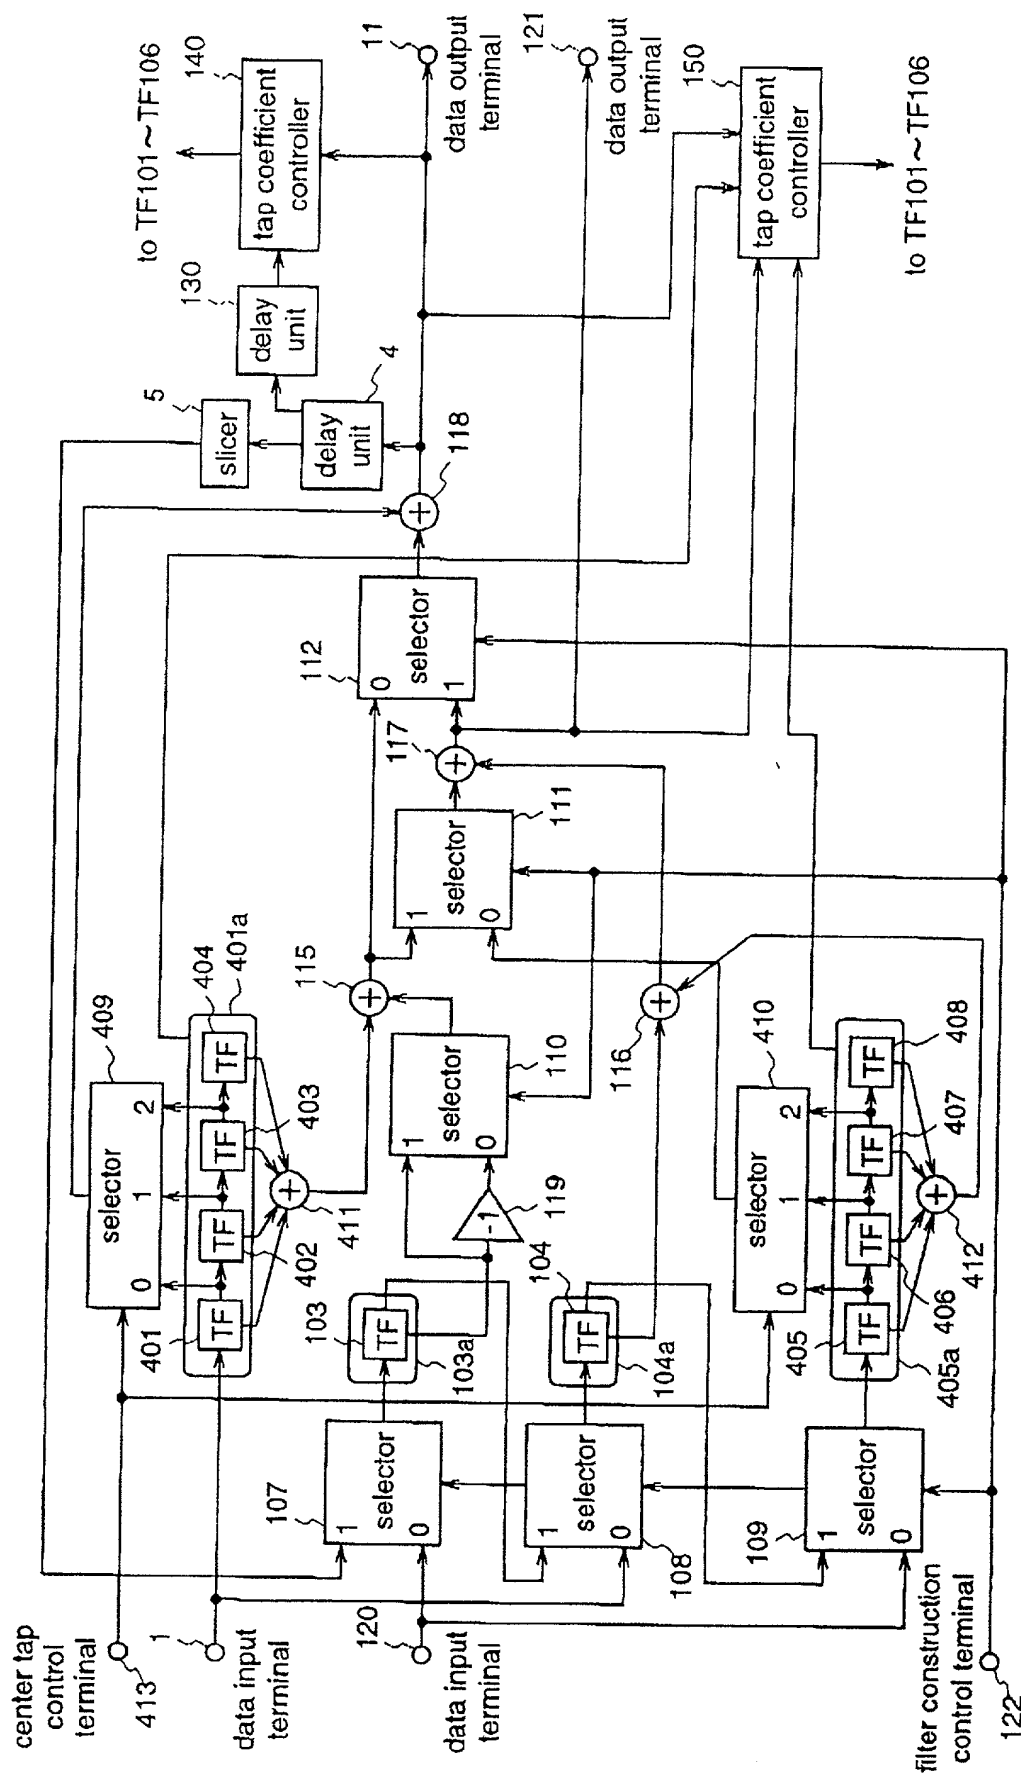 center tap
control
terminal
413
1
data input
terminal
120
data input
terminal
filter construction
control teminal
122
409
selector
0
1
2
401
TF
402
TF
403
TF
404
TF
401a
411
107
selector
1
0
103
TF
103a
108
selector
1
0
104
TF
104a
109
selector
1
0
-1
119
110
selector
1
0
115
116
410
selector
0
1
2
405
TF
406
TF
407
TF
408
TF
405a
412
111
selector
1
0
117
112
selector
0
1
118
5
slicer
4
delay
unit
130
delay
unit
140
tap coefficient
controller
to TF101~TF106
11
data output
terminal
121
data output
terminal
150
tap coefficient
controller
to TF101~TF106